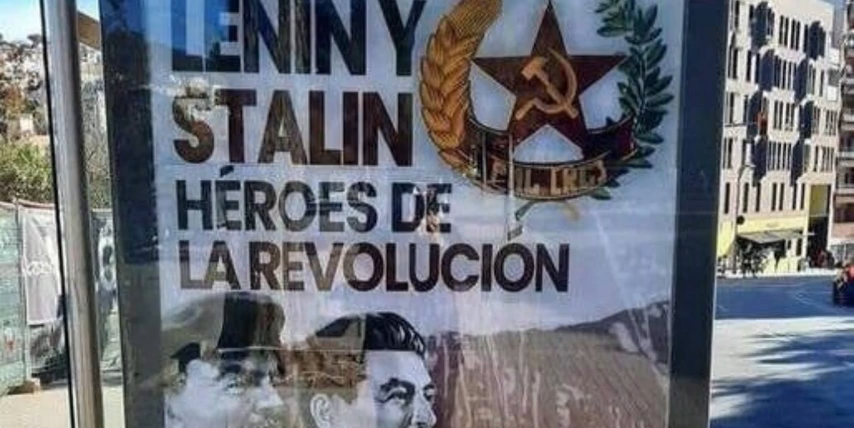 LENIN Y
STALIN
HÉROES DE
LA REVOLUCIÓN